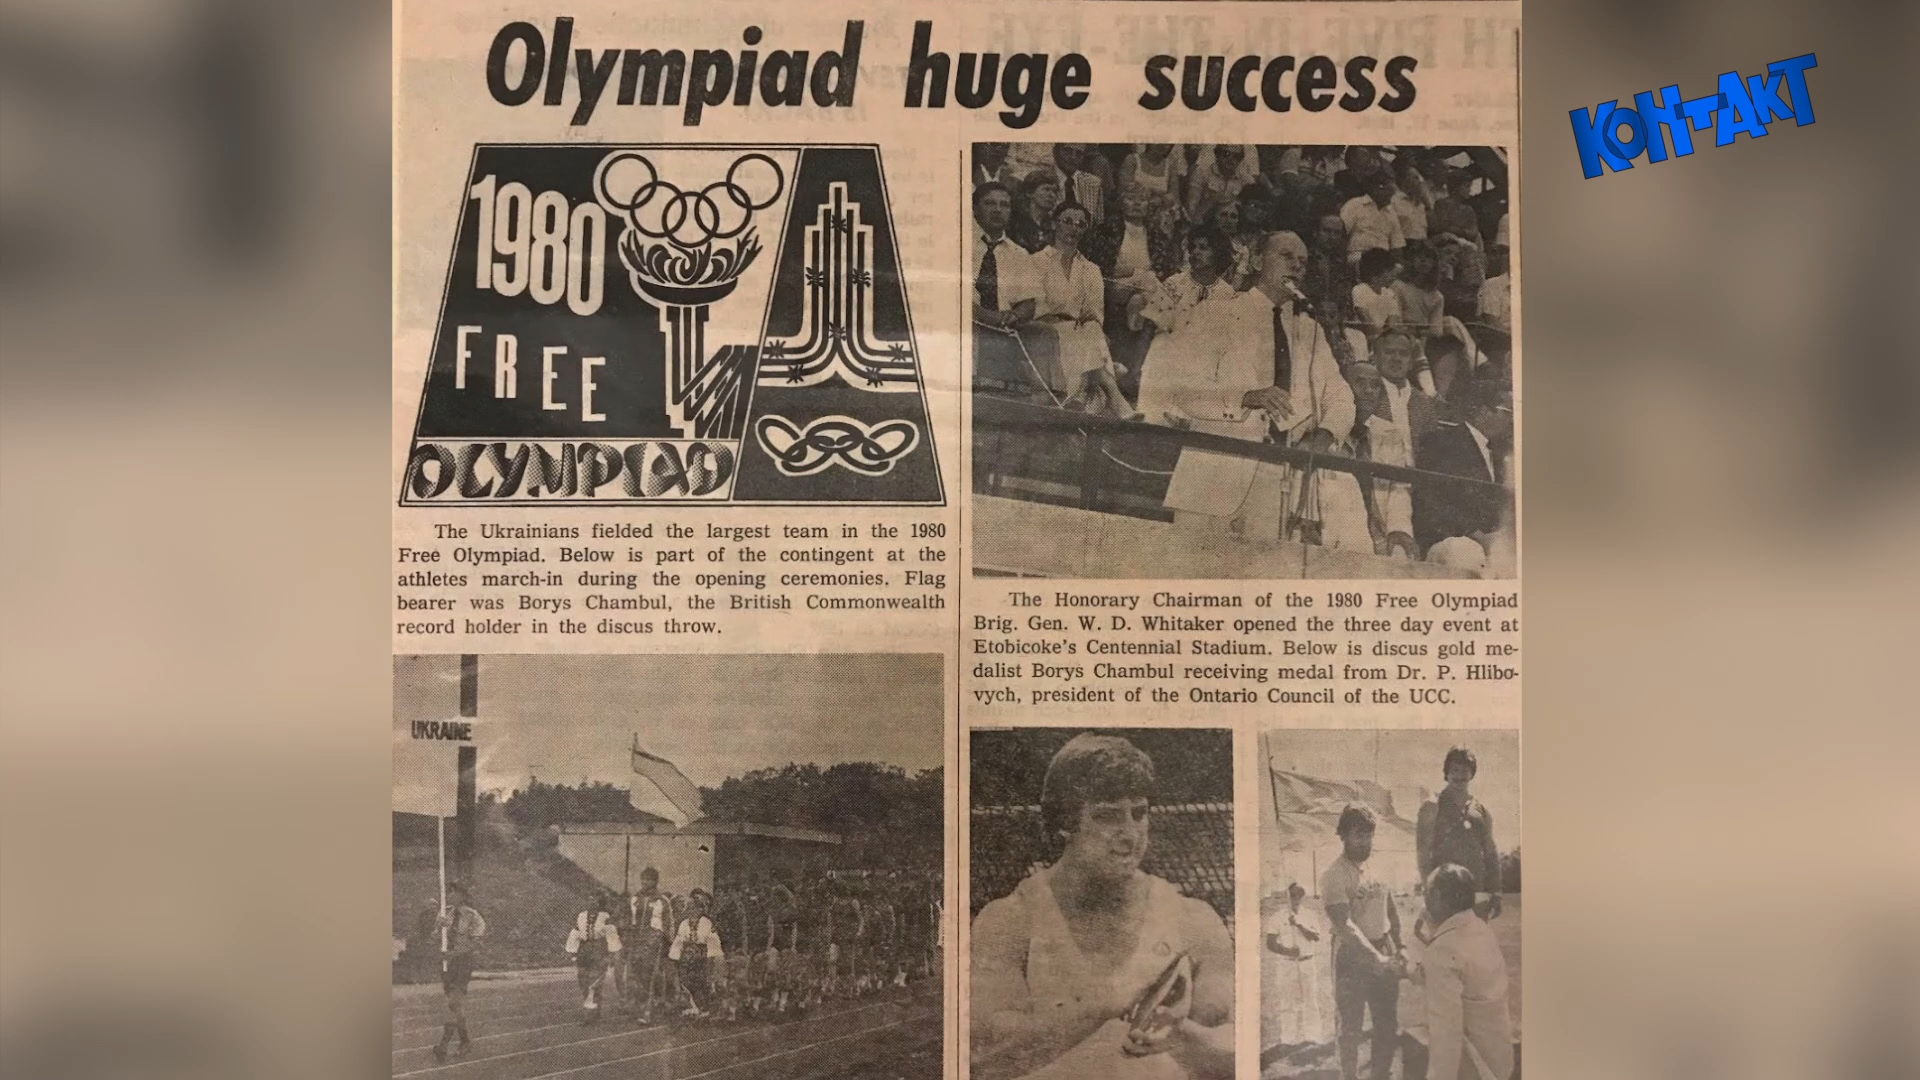 Olympiad huge success
KOHTAKT
1980
FREE
OLYMPIAD
The Ukrainians fielded the largest team in the 1980
Free Olympiad. Below is part of the contingent at the
athletes march-in during the opening ceremonies. Flag
bearer was Borys Chambul, the British Commonwealth
record holder in the discus throw.
The Honorary Chairman of the 1980 Free Olympiad
Brig. Gen. W. D. Whitaker opened the three day event at
Etobicoke's Centennial Stadium. Below is discus gold me-
dalist Borys Chambul receiving medal from Dr. P. Hlibo-
vych, president of the Ontario Council of the UCC.
UKRAINE